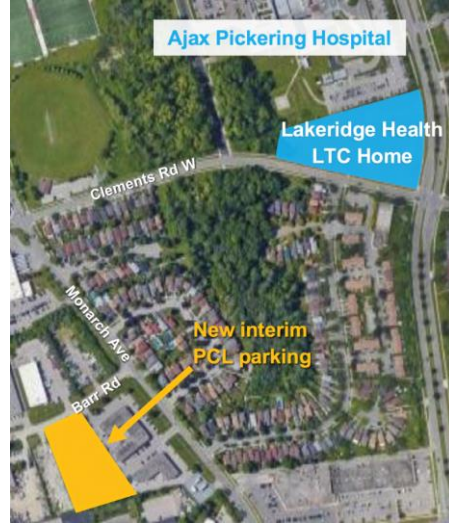 Ajax Pickering Hospital
Lakeridge Health
LTC Home
Clements Rd W
Monarch Ave
New interim
PCL parking
Barr Rd